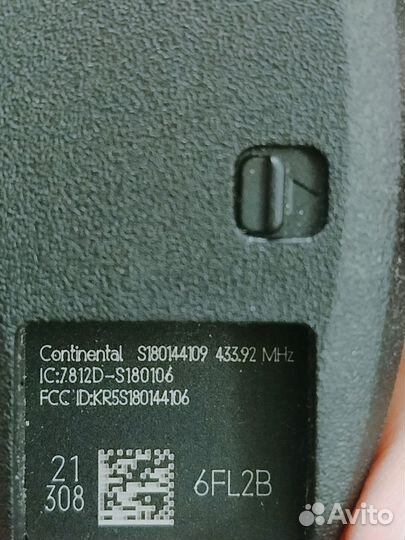 Continental S180144109 433.92 MHz
IC:7812D-S180106
FCC ID:KR5S180144106
21
308
6FL2B
Avito